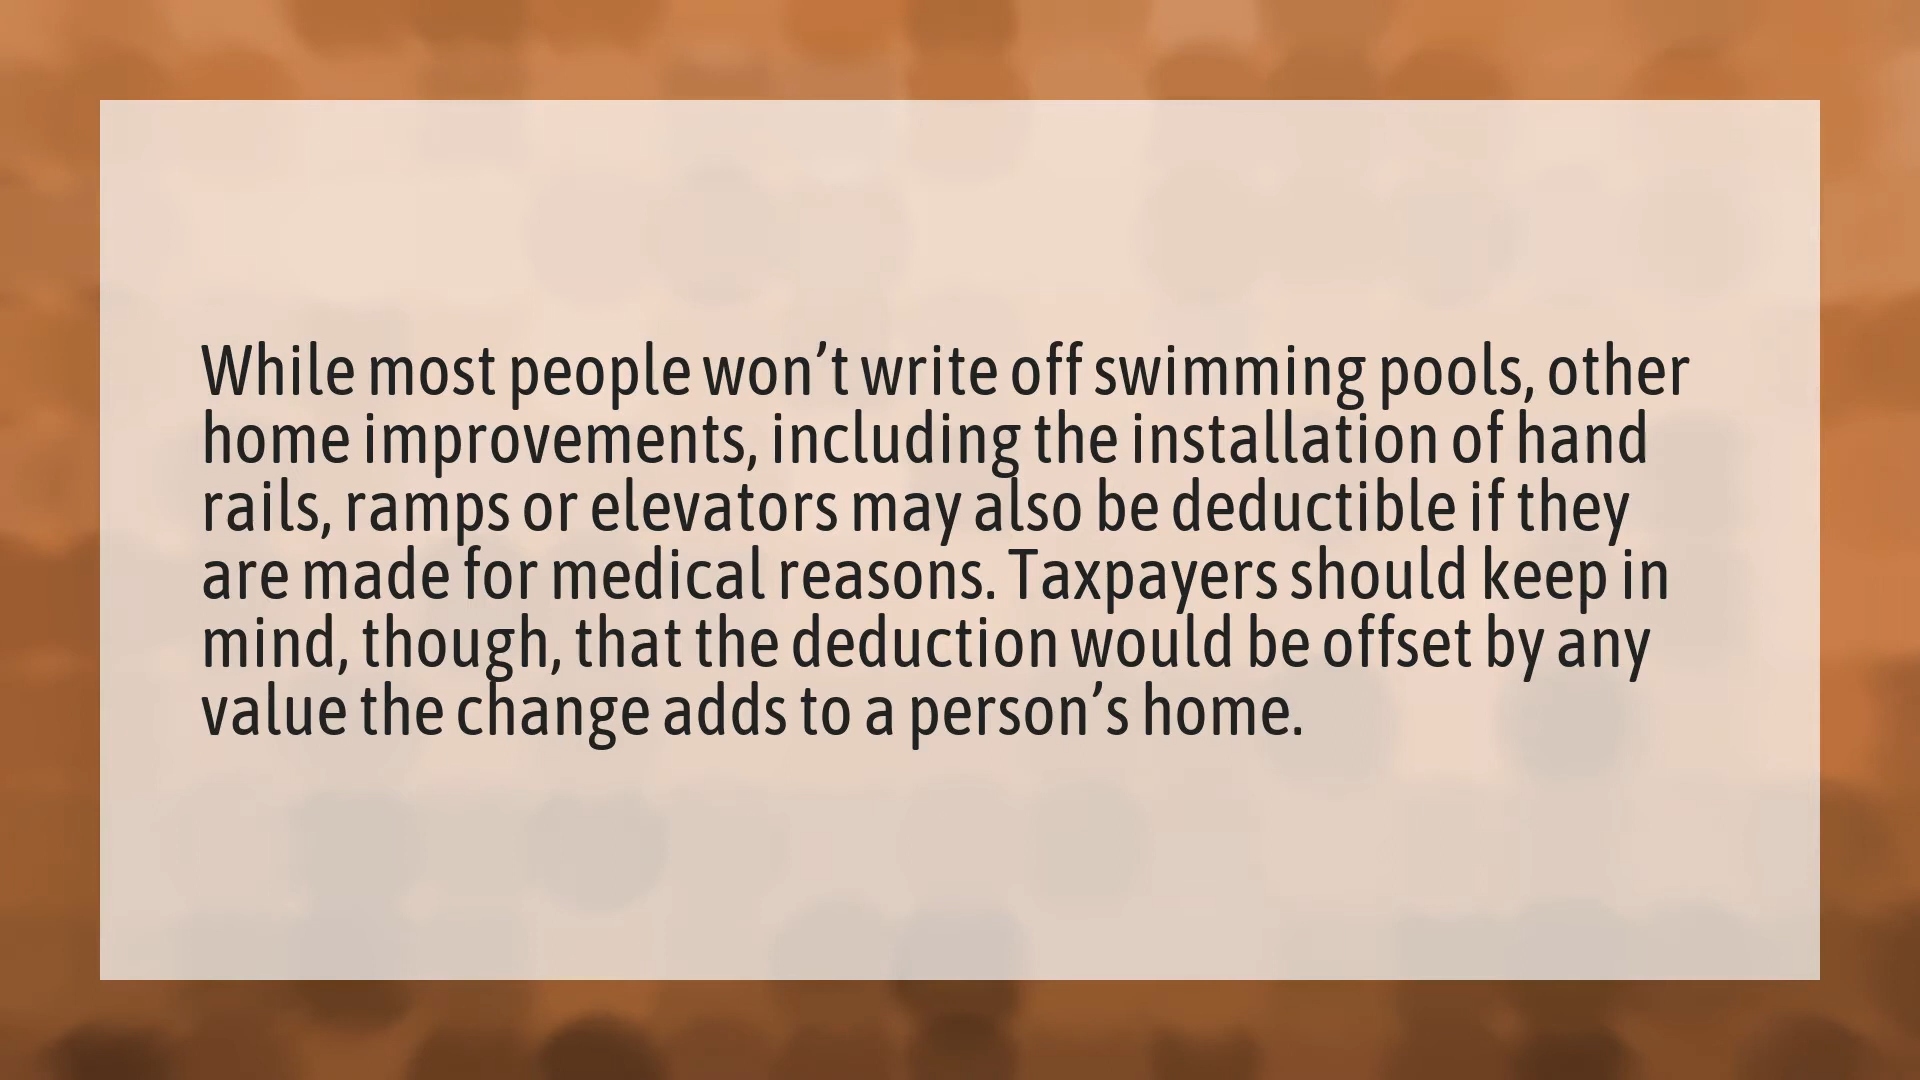 While most people won’t write off swimming pools, other
home improvements, including the installation of hand
rails, ramps or elevators may also be deductible if they
are made for medical reasons. Taxpayers should keep in
mind, though, that the deduction would be offset by any
value the change adds to a person’s home.